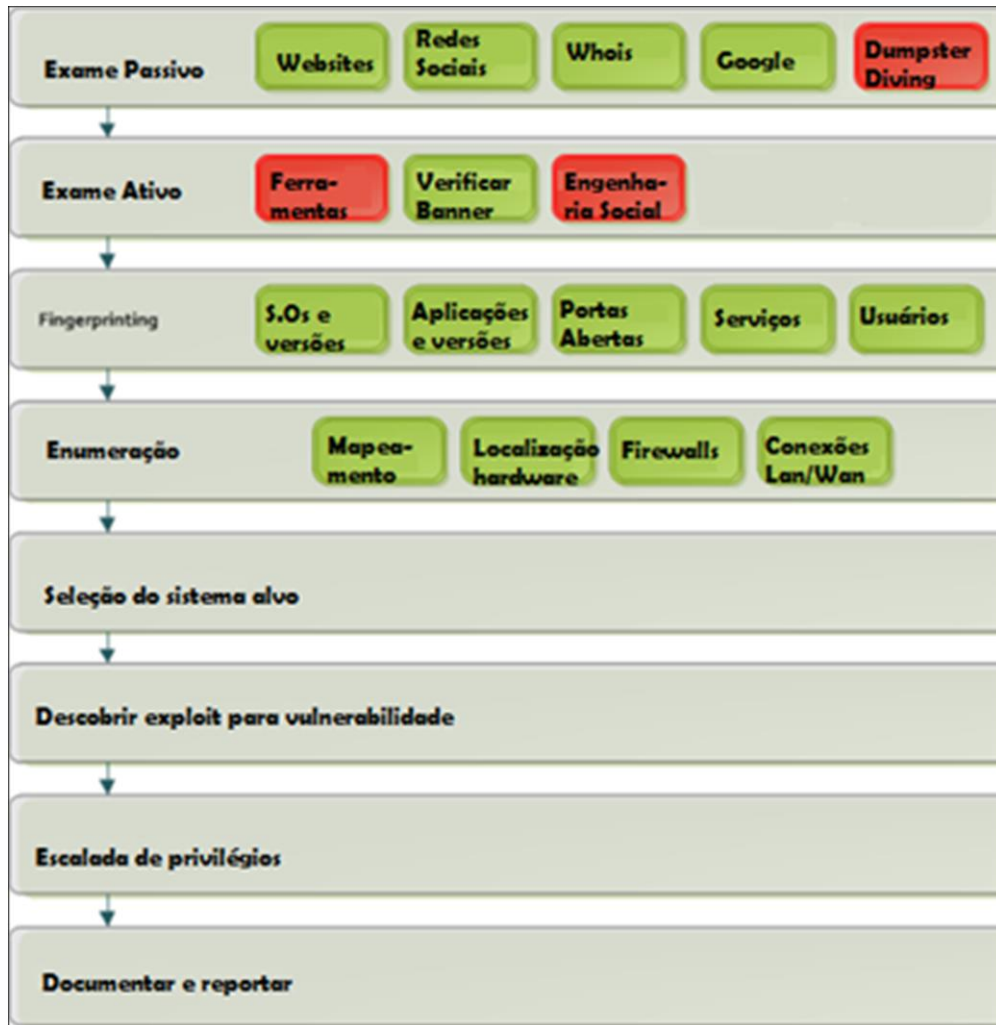 Exame Passivo
Websites
Redes
Sociais
Whois
Google
Dumpster
Diving
Exame Ativo
Ferra-
mentas
Verificar
Banner
Engenha-
ria Social
Fingerprinting
S.Os e
versões
Aplicações
e versões
Portas
Abertas
Serviços
Usuários
Enumeração
Mapea-
mento
Localização
hardware
Firewalls
Conexões
Lan/Wan
Seleção do sistema alvo
Descobrir exploit para vulnerabilidade
Escalada de privilégios
Documentar e reportar